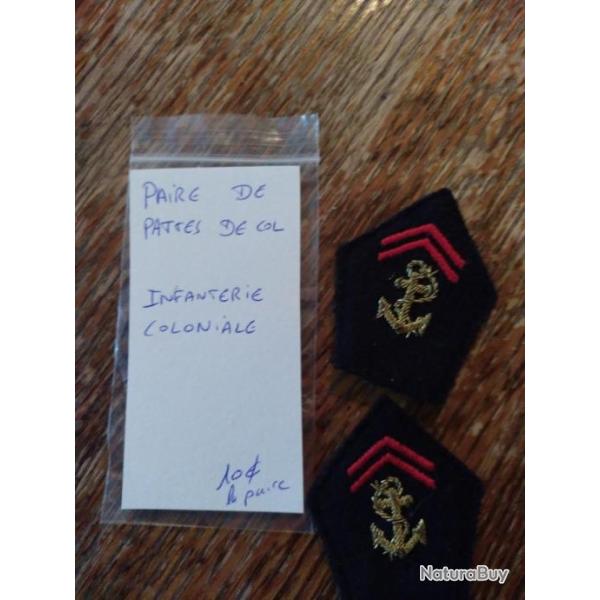 PAIRE DE
PATTES DE COL
INFANTERIE
COLONIALE
10€
la paire
NaturaBuy